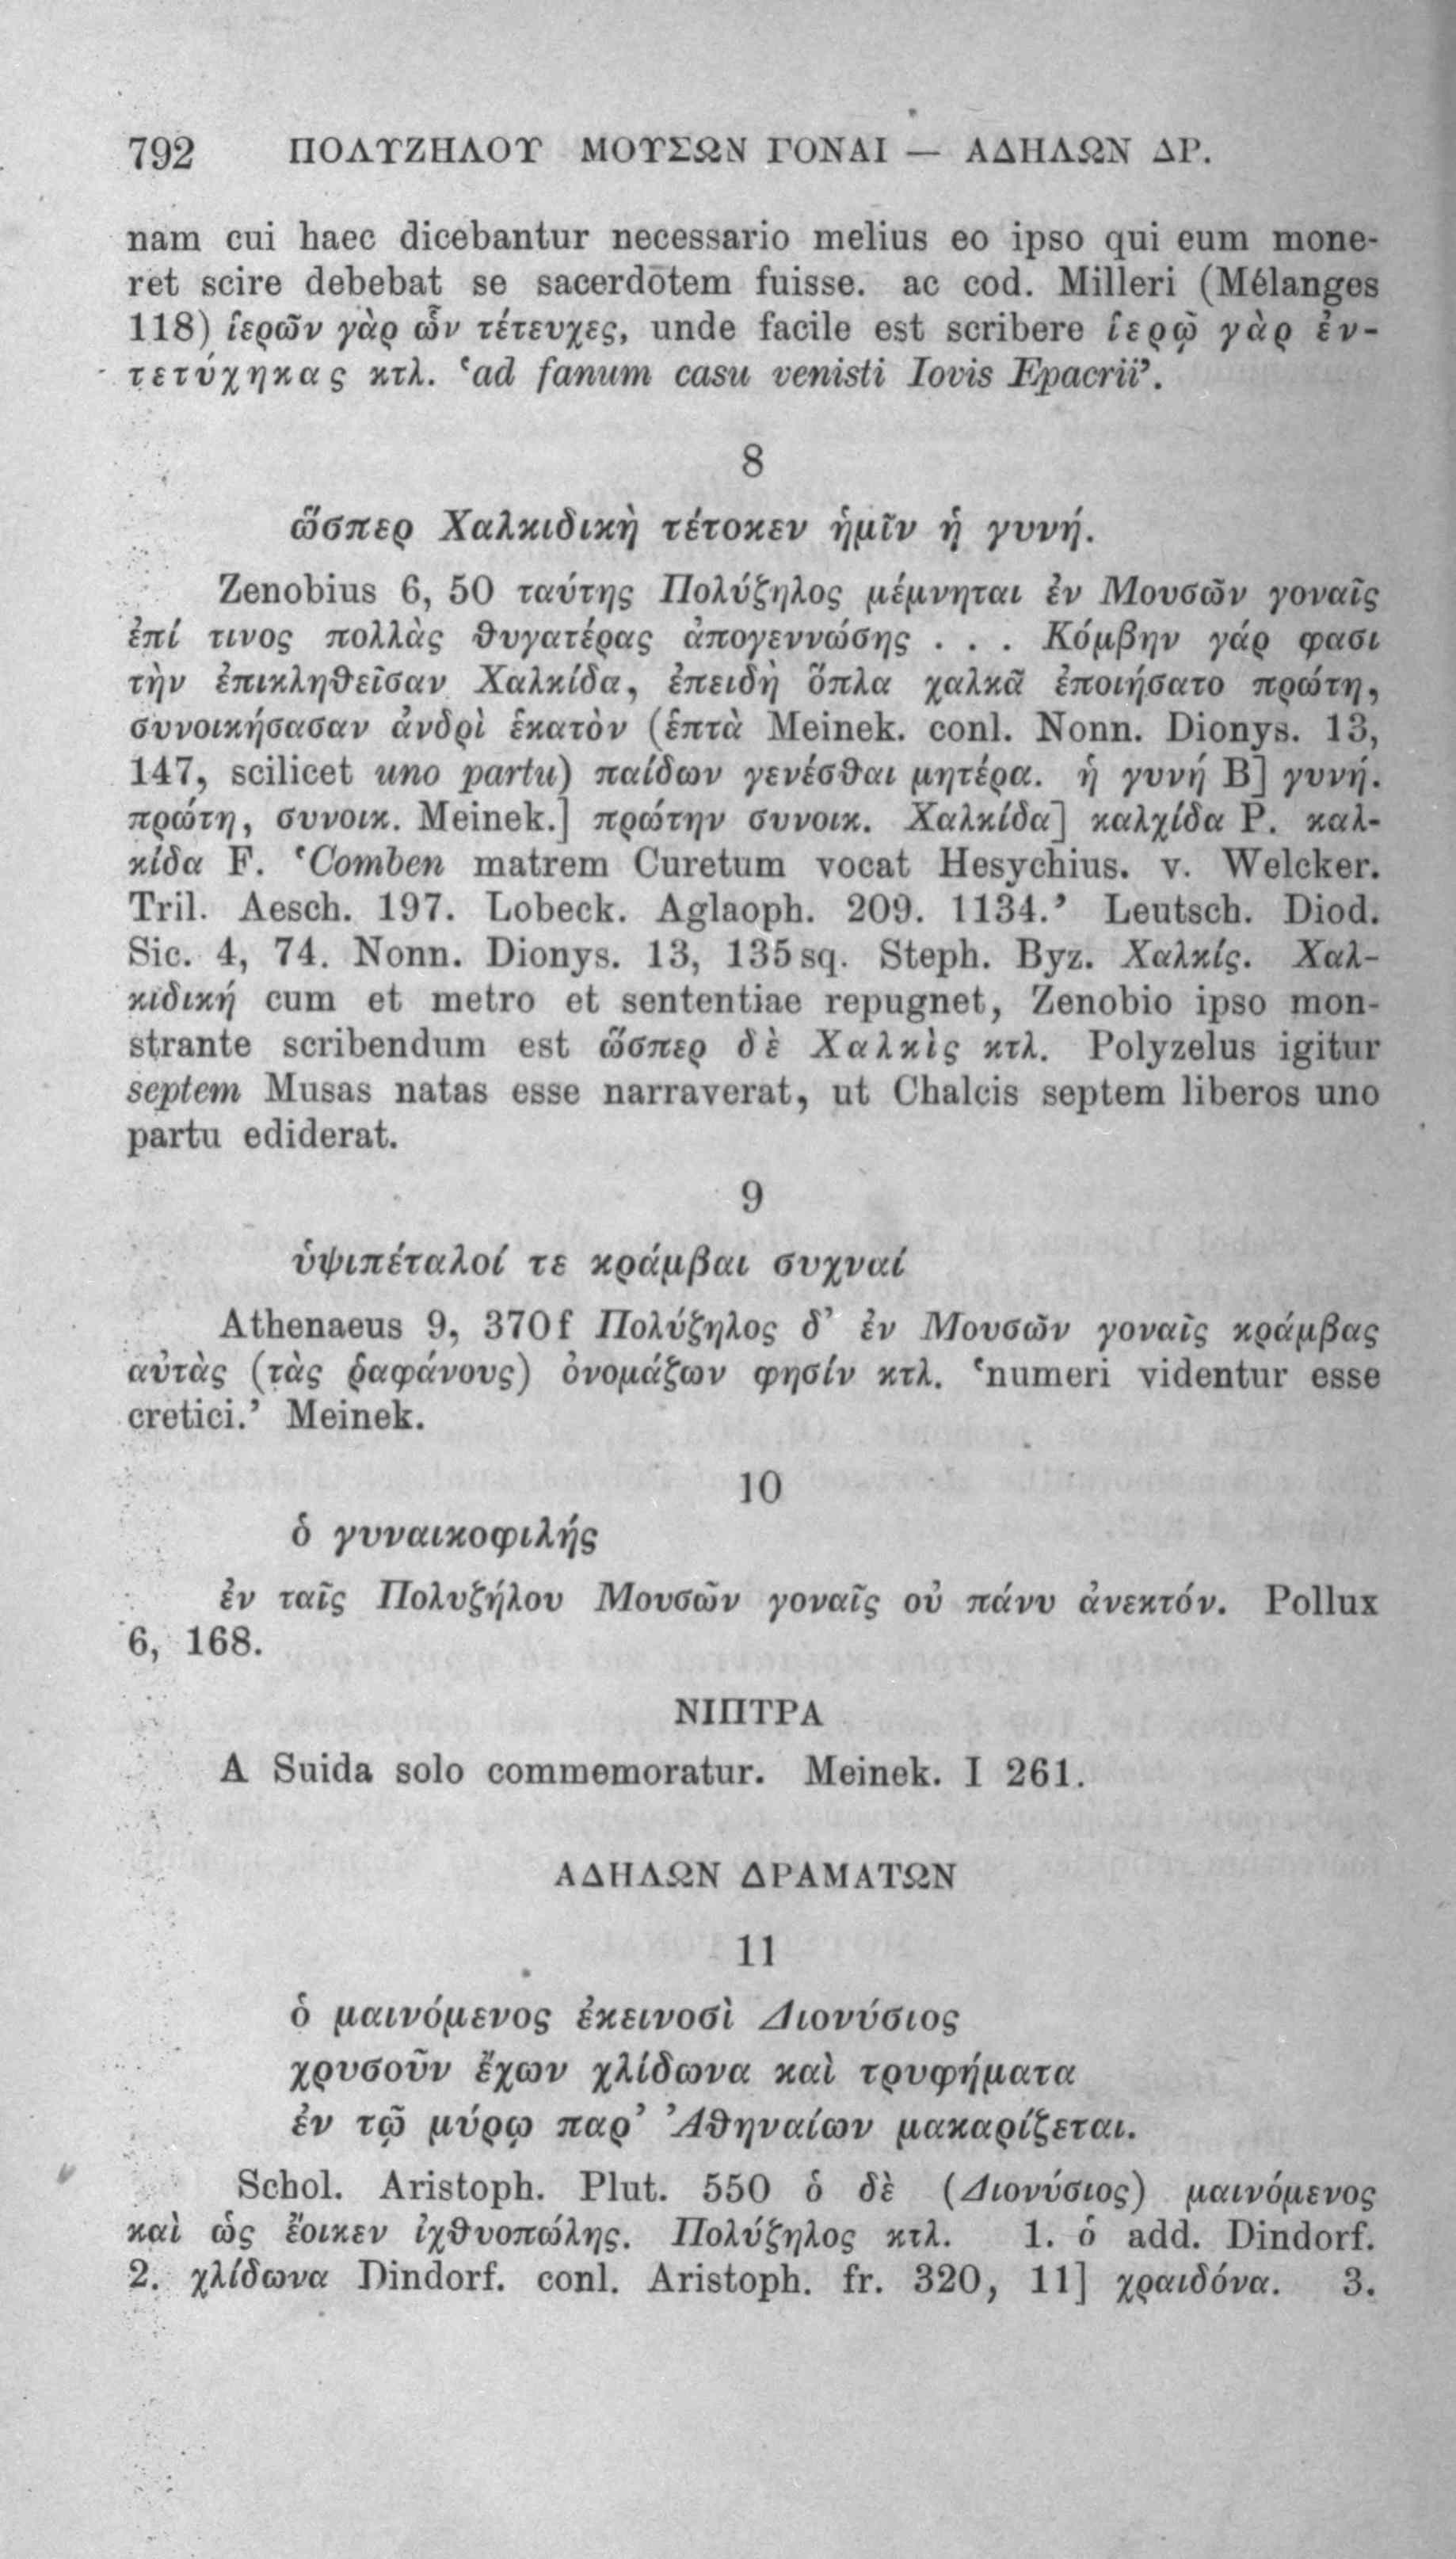 792 ΠΟΛΥΖΗΛΟΥ ΜΟΥΣΩΝ ΓΟΝΑΙ — ΑΔΗΛΩΝ ΔΡ.
nam cui haec dicebantur necessario melius eo ipso qui eum mone-
ret scire debebat se sacerdotem fuisse. ac cod. Milleri (Mélanges
118) ἱερῶν γὰρ ὧν τέτευχες, unde facile est scribere ἱερῷ γὰρ ἐν-
τετύχηκας κτλ. ‘ad fanum casu venisti Iovis Epacrii’.
8
ὥσπερ Χαλκιδικὴ τέτοκεν ἡμῖν ἡ γυνή.
Zenobius 6, 50 ταύτης Πολύζηλος μέμνηται ἐν Μουσῶν γοναῖς
ἐπί τινος πολλὰς θυγατέρας ἀπογεννώσης . . . Κόμβην γάρ φασι
τὴν ἐπικληθεῖσαν Χαλκίδα, ἐπειδὴ ὅπλα χαλκᾶ ἐποιήσατο πρώτη,
συνοικήσασαν ἀνδρὶ ἑκατὸν (ἑπτὰ Meinek. conl. Nonn. Dionys. 13,
147, scilicet uno partu) παίδων γενέσθαι μητέρα. ἡ γυνή B] γυνή.
πρώτη, συνοικ. Meinek.] πρώτην συνοικ. Χαλκίδα] καλχίδα P. καλ-
κίδα F. ‘Comben matrem Curetum vocat Hesychius. v. Welcker.
Tril. Aesch. 197. Lobeck. Aglaoph. 209. 1134.’ Leutsch. Diod.
Sic. 4, 74. Nonn. Dionys. 13, 135 sq. Steph. Byz. Χαλκίς. Χαλ-
κιδική cum et metro et sententiae repugnet, Zenobio ipso mon-
strante scribendum est ὥσπερ δὲ Χαλκὶς κτλ. Polyzelus igitur
septem Musas natas esse narraverat, ut Chalcis septem liberos uno
partu ediderat.
9
ὑψιπέταλοί τε κράμβαι συχναί
Athenaeus 9, 370f Πολύζηλος δ’ ἐν Μουσῶν γοναῖς κράμβας
αὐτὰς (τὰς ῥαφάνους) ὀνομάζων φησίν κτλ. ‘numeri videntur esse
cretici.’ Meinek.
10
ὁ γυναικοφιλής
ἐν ταῖς Πολυζήλου Μουσῶν γοναῖς οὐ πάνυ ἀνεκτόν. Pollux
6, 168.
ΝΙΠΤΡΑ
A Suida solo commemoratur. Meinek. I 261.
ΑΔΗΛΩΝ ΔΡΑΜΑΤΩΝ
11
ὁ μαινόμενος ἐκεινοσὶ Διονύσιος
χρυσοῦν ἔχων χλίδωνα καὶ τρυφήματα
ἐν τῷ μύρῳ παρ’ Ἀθηναίων μακαρίζεται.
Schol. Aristoph. Plut. 550 ὁ δὲ (Διονύσιος) μαινόμενος
καὶ ὡς ἔοικεν ἰχθυοπώλης. Πολύζηλος κτλ. 1. ὁ add. Dindorf.
2. χλίδωνα Dindorf. conl. Aristoph. fr. 320, 11] χραιδόνα. 3.